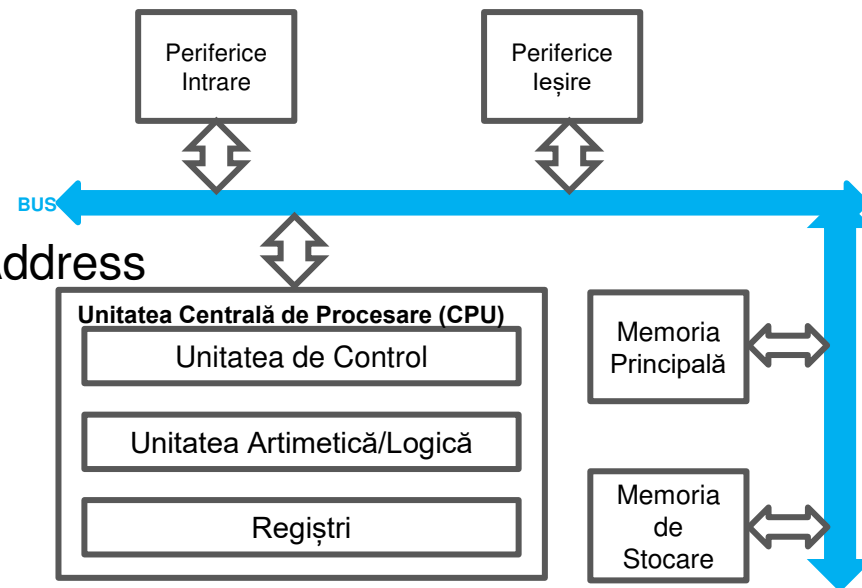 Periferice
Intrare
Periferice
Ieșire
BUS
ddress
Unitatea Centrală de Procesare (CPU)
Unitatea de Control
Unitatea Artimetică/Logică
Regiștri
Memoria
Principală
Memoria
de
Stocare